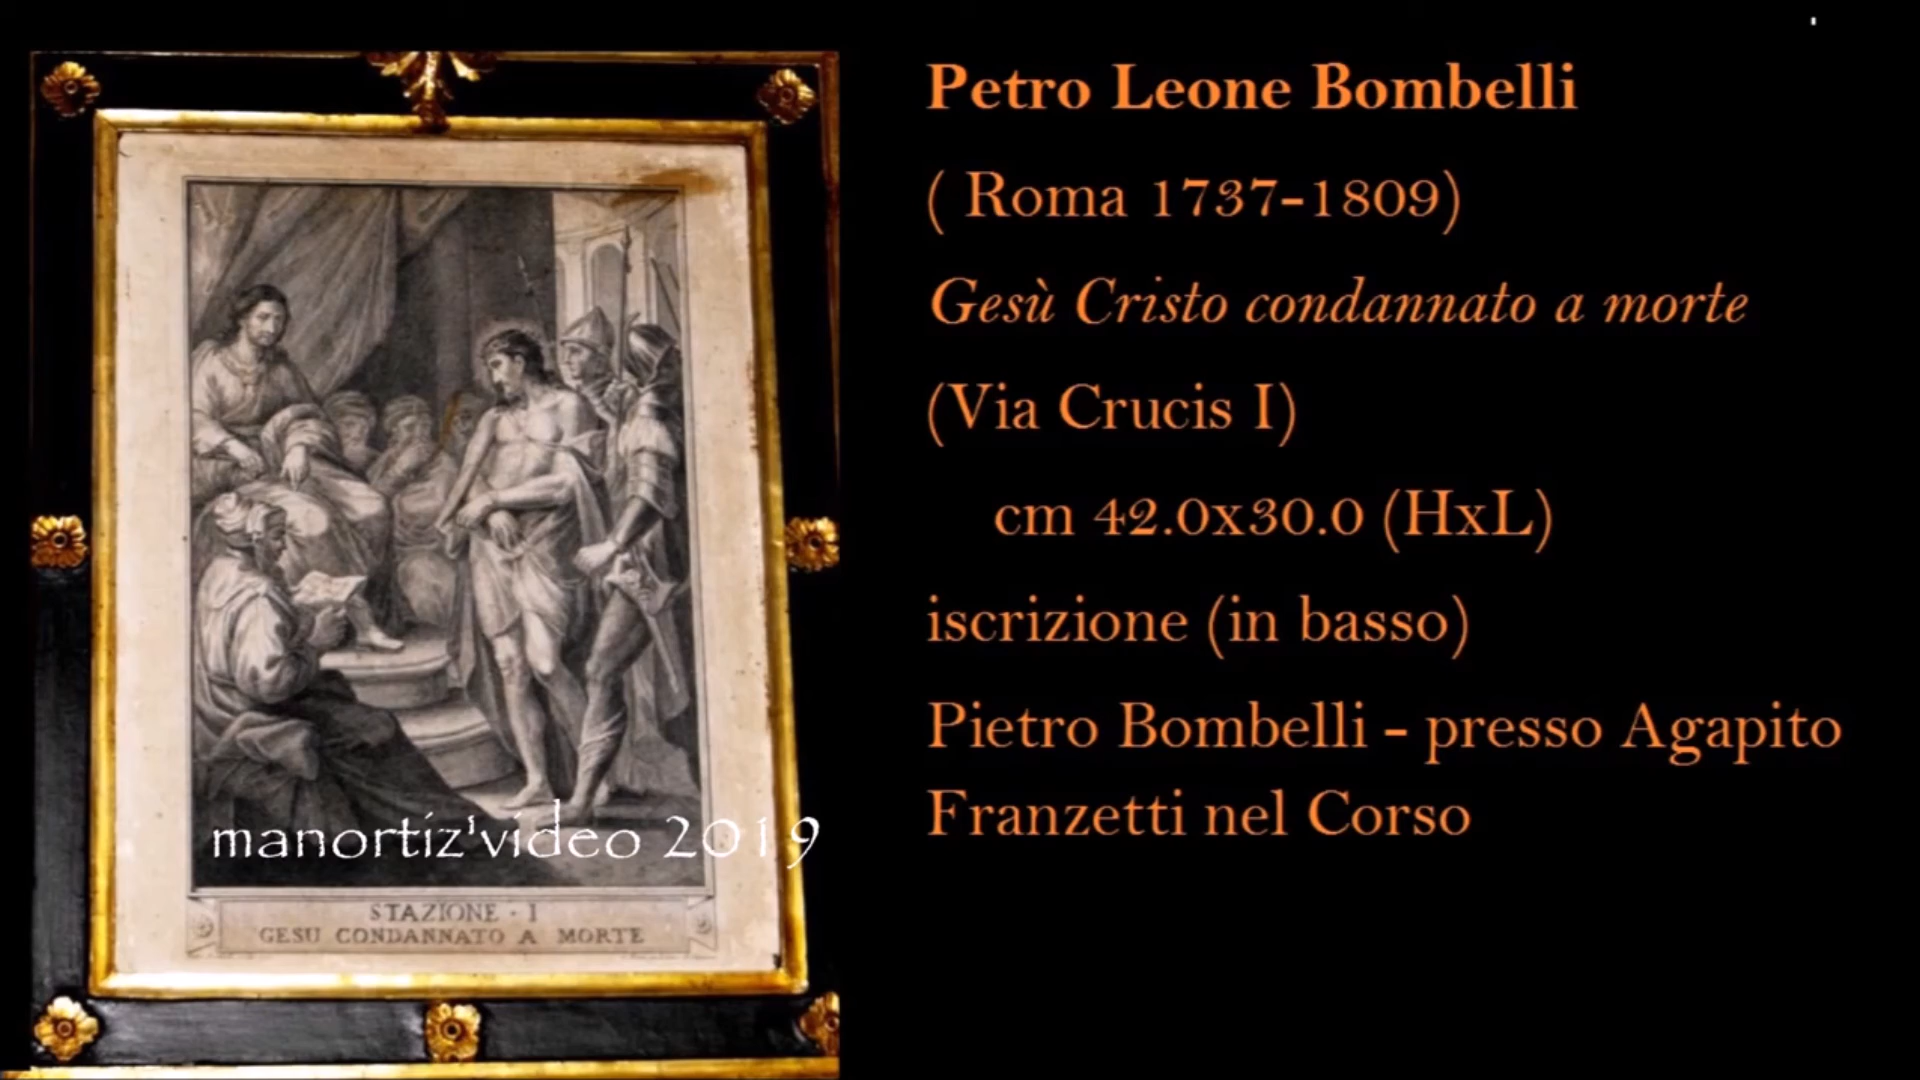 Petro Leone Bombelli
( Roma 1737-1809)
Gesù Cristo condannato a morte
(Via Crucis I)
cm 42.0x30.0 (HxL)
iscrizione (in basso)
Pietro Bombelli - presso Agapito
Franzetti nel Corso
manortiz'video 2019
STAZIONE · I
GESU CONDANNATO A MORTE